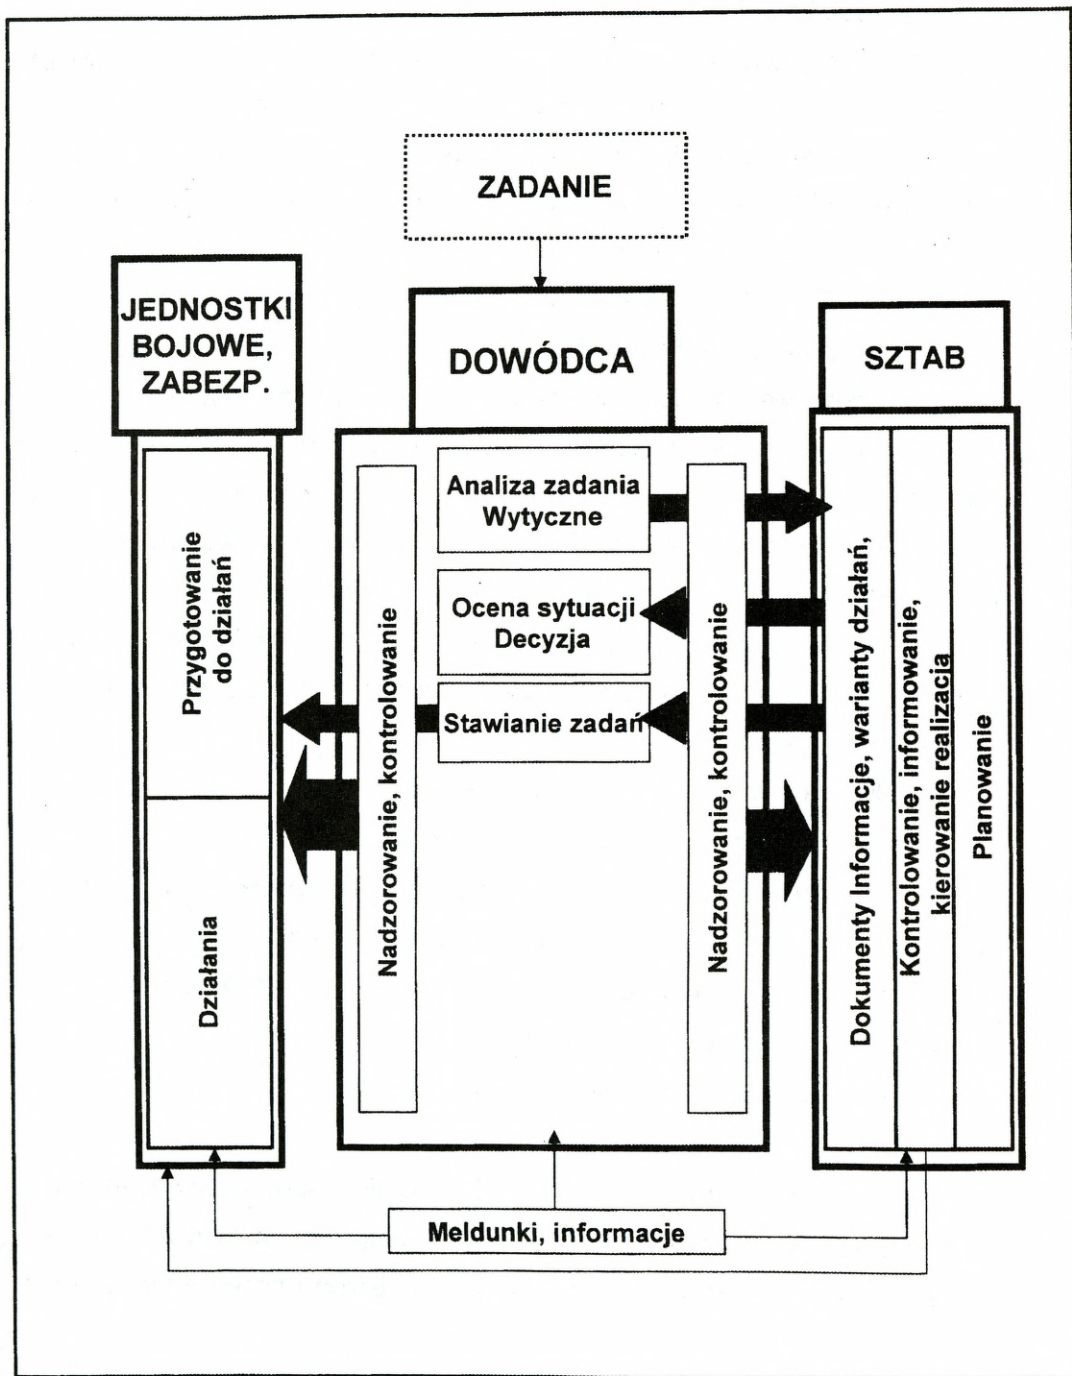 ZADANIE
JEDNOSTKI
BOJOWE,
ZABEZP.
DOWÓDCA
SZTAB
Przygotowanie
do działań
Działania
Nadzorowanie, kontrolowanie
Analiza zadania
Wytyczne
Ocena sytuacji
Decyzja
Stawianie zadań
Nadzorowanie, kontrolowanie
Dokumenty Informacje, warianty działań,
Kontrolowanie, informowanie,
kierowanie realizacją
Planowanie
Meldunki, informacje